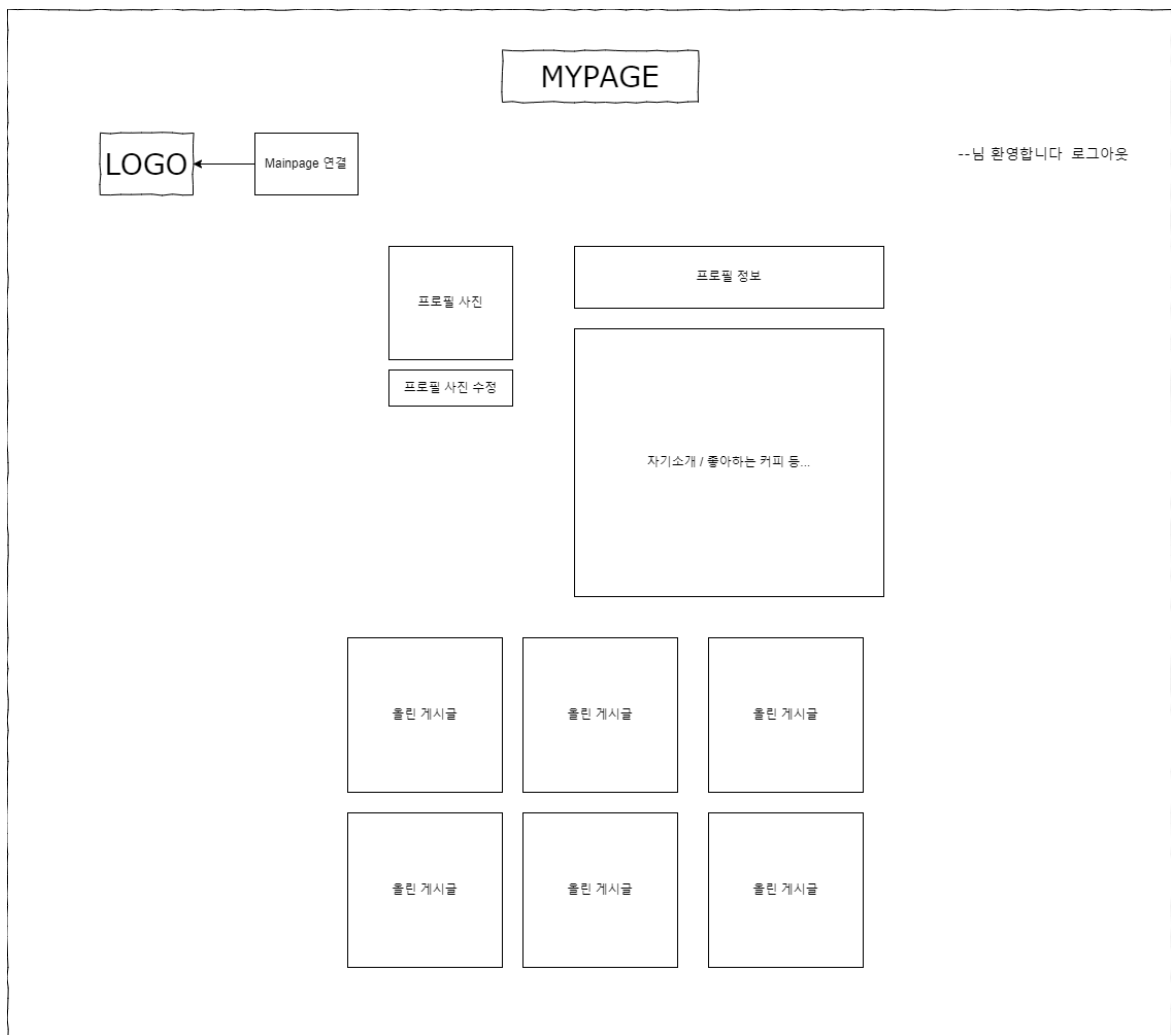 MYPAGE
LOGO
Mainpage 연결
--님 환영합니다 로그아웃
프로필 사진
프로필 정보
프로필 사진 수정
자기소개 / 좋아하는 커피 등...
올린 게시글
올린 게시글
올린 게시글
올린 게시글
올린 게시글
올린 게시글